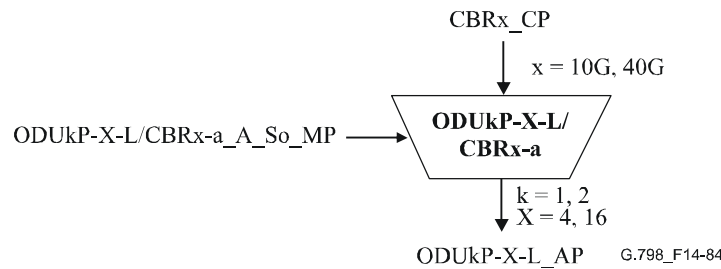 CBRx_CP
x = 10G, 40G
ODUkP-X-L/CBRx-a_A_So_MP
ODUkP-X-L/
CBRx-a
k = 1, 2
X = 4, 16
ODUkP-X-L_AP
G.798_F14-84